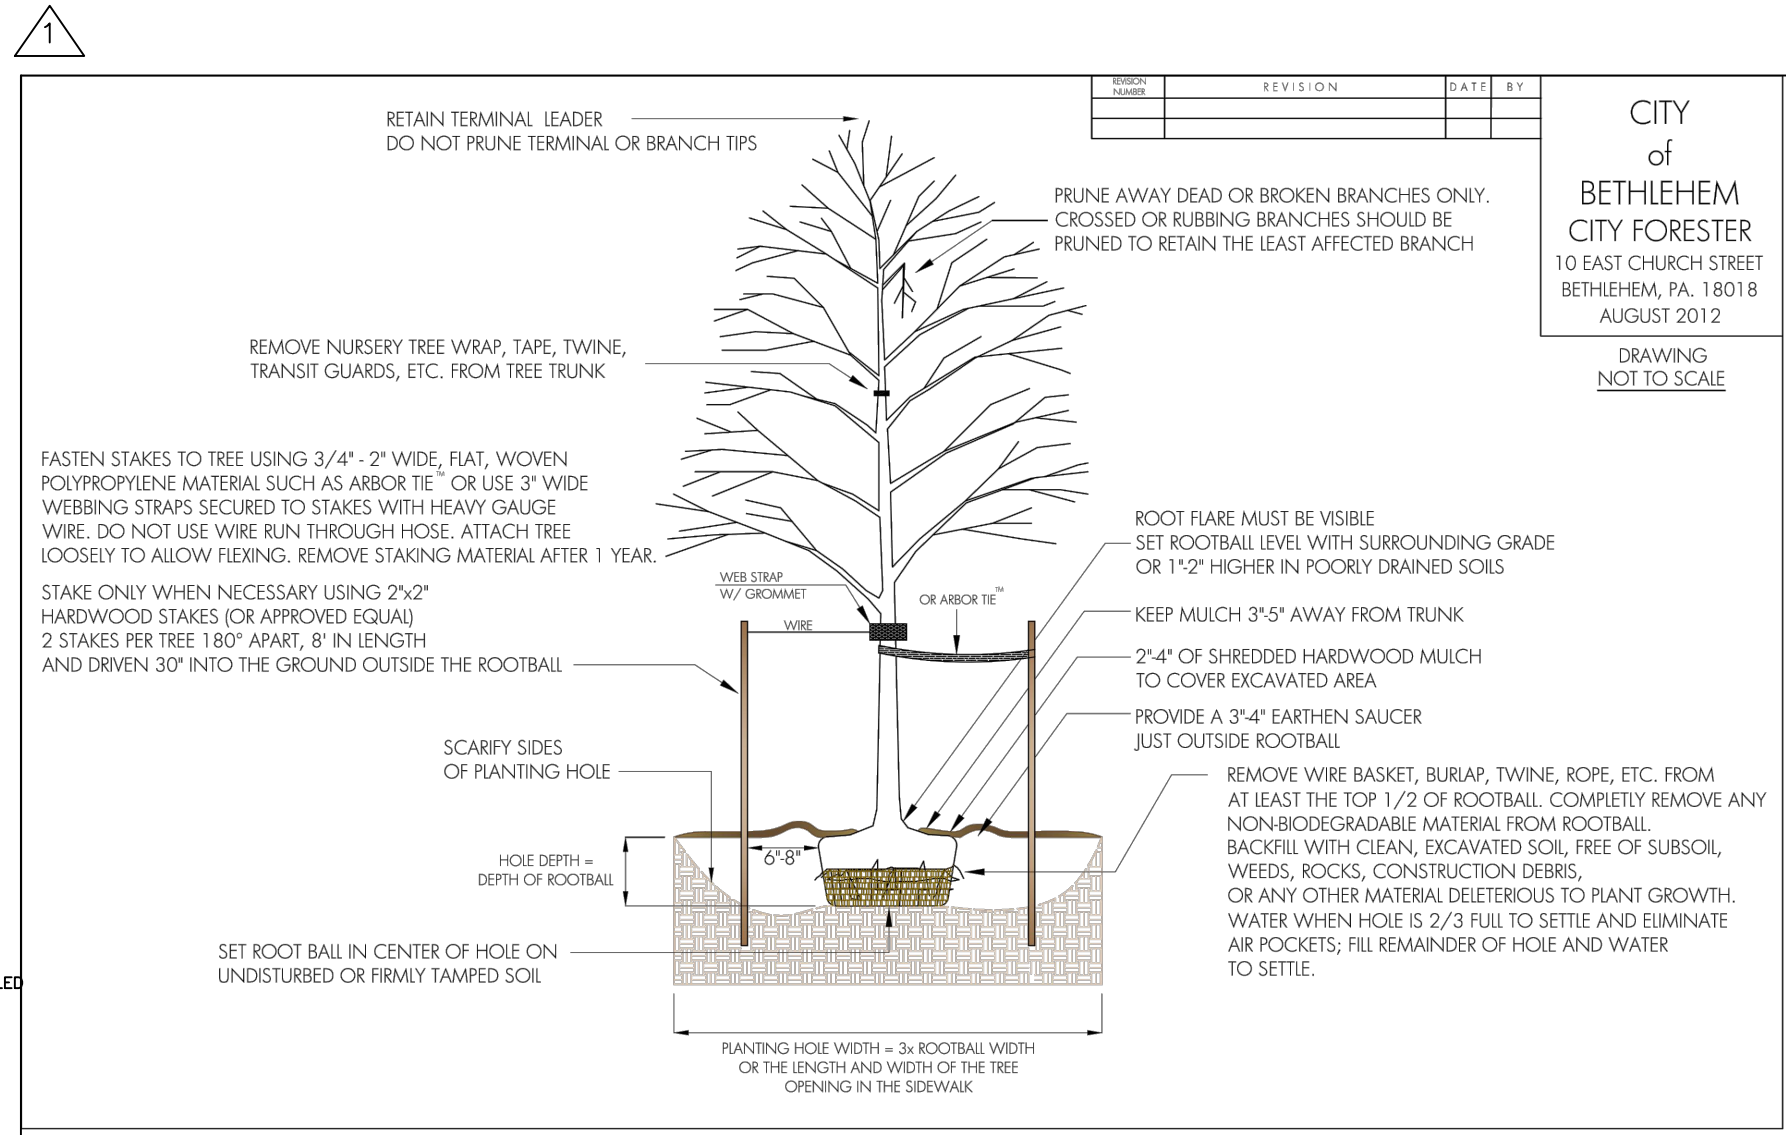 1
REVISION NUMBER REVISION DATE BY
CITY
of
BETHLEHEM
CITY FORESTER
10 EAST CHURCH STREET
BETHLEHEM, PA. 18018
AUGUST 2012
DRAWING
NOT TO SCALE
RETAIN TERMINAL LEADER
DO NOT PRUNE TERMINAL OR BRANCH TIPS
PRUNE AWAY DEAD OR BROKEN BRANCHES ONLY.
CROSSED OR RUBBING BRANCHES SHOULD BE
PRUNED TO RETAIN THE LEAST AFFECTED BRANCH
REMOVE NURSERY TREE WRAP, TAPE, TWINE,
TRANSIT GUARDS, ETC. FROM TREE TRUNK
FASTEN STAKES TO TREE USING 3/4" - 2" WIDE, FLAT, WOVEN
POLYPROPYLENE MATERIAL SUCH AS ARBOR TIE™ OR USE 3" WIDE
WEBBING STRAPS SECURED TO STAKES WITH HEAVY GAUGE
WIRE. DO NOT USE WIRE RUN THROUGH HOSE. ATTACH TREE
LOOSELY TO ALLOW FLEXING. REMOVE STAKING MATERIAL AFTER 1 YEAR.
STAKE ONLY WHEN NECESSARY USING 2"x2"
HARDWOOD STAKES (OR APPROVED EQUAL)
2 STAKES PER TREE 180° APART, 8' IN LENGTH
AND DRIVEN 30" INTO THE GROUND OUTSIDE THE ROOTBALL
WEB STRAP
W/ GROMMET
WIRE
OR ARBOR TIE™
ROOT FLARE MUST BE VISIBLE
SET ROOTBALL LEVEL WITH SURROUNDING GRADE
OR 1"-2" HIGHER IN POORLY DRAINED SOILS
KEEP MULCH 3"-5" AWAY FROM TRUNK
2"-4" OF SHREDDED HARDWOOD MULCH
TO COVER EXCAVATED AREA
PROVIDE A 3"-4" EARTHEN SAUCER
JUST OUTSIDE ROOTBALL
SCARIFY SIDES
OF PLANTING HOLE
REMOVE WIRE BASKET, BURLAP, TWINE, ROPE, ETC. FROM
AT LEAST THE TOP 1/2 OF ROOTBALL. COMPLETLY REMOVE ANY
NON-BIODEGRADABLE MATERIAL FROM ROOTBALL.
BACKFILL WITH CLEAN, EXCAVATED SOIL, FREE OF SUBSOIL,
WEEDS, ROCKS, CONSTRUCTION DEBRIS,
OR ANY OTHER MATERIAL DELETERIOUS TO PLANT GROWTH.
WATER WHEN HOLE IS 2/3 FULL TO SETTLE AND ELIMINATE
AIR POCKETS; FILL REMAINDER OF HOLE AND WATER
TO SETTLE.
6"-8"
HOLE DEPTH =
DEPTH OF ROOTBALL
SET ROOT BALL IN CENTER OF HOLE ON
UNDISTURBED OR FIRMLY TAMPED SOIL
LED
PLANTING HOLE WIDTH = 3x ROOTBALL WIDTH
OR THE LENGTH AND WIDTH OF THE TREE
OPENING IN THE SIDEWALK